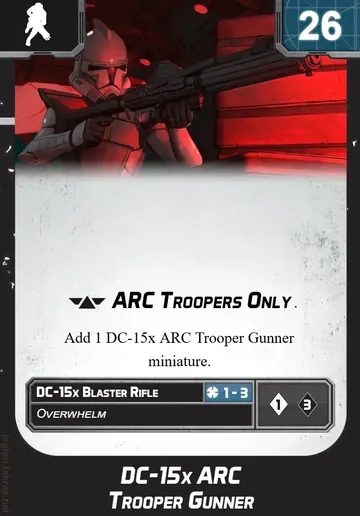 26
ARC Troopers Only.
Add 1 DC-15x ARC Trooper Gunner
miniature.
DC-15x Blaster Rifle 1-3
Overwhelm
1 3
DC-15x ARC
Trooper Gunner